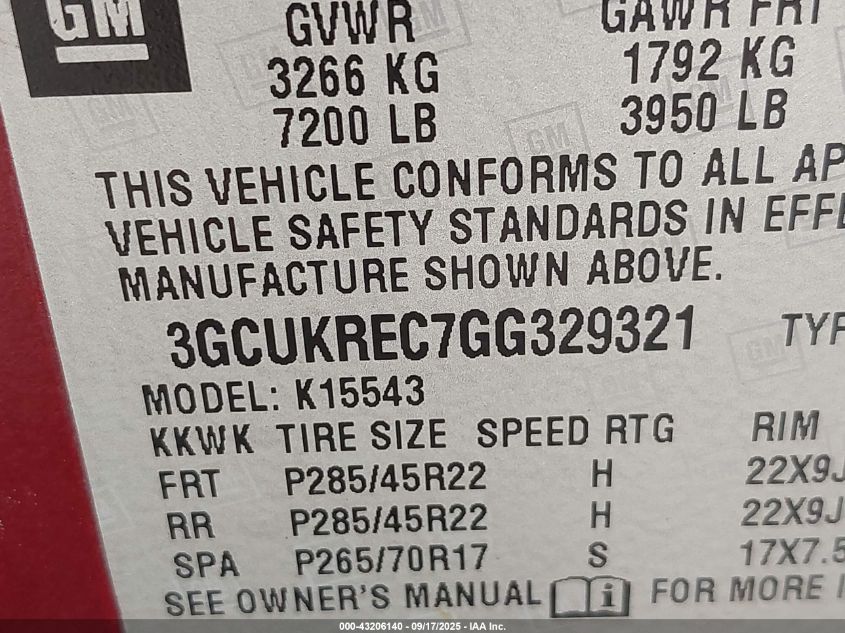 GM
GVWR GAWR FRT
3266 KG 1792 KG
7200 LB 3950 LB
THIS VEHICLE CONFORMS TO ALL AP
VEHICLE SAFETY STANDARDS IN EFFE
MANUFACTURE SHOWN ABOVE.
3GCUKREC7GG329321 TYP
MODEL: K15543
KKWK TIRE SIZE SPEED RTG RIM
FRT P285/45R22 H 22X9J
RR P285/45R22 H 22X9J
SPA P265/70R17 S 17X7.5
SEE OWNER'S MANUAL i FOR MORE I
000-43206140 - 09/17/2025 - IAA Inc.